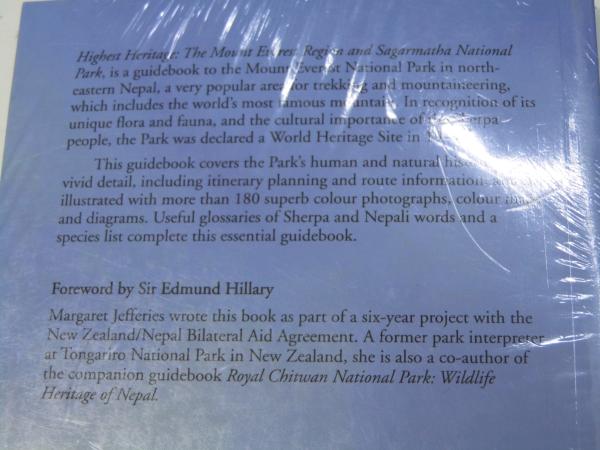 Highest Heritage: The Mount Everest Region and Sagarmatha National
Park, is a guidebook to the Mount Everest National Park in north-
eastern Nepal, a very popular area for trekking and mountaineering,
which includes the world's most famous mountain. In recognition of its
unique flora and fauna, and the cultural importance of the Sherpa
people, the Park was declared a World Heritage Site in
This guidebook covers the Park's human and natural
vivid detail, including itinerary planning and route information
illustrated with more than 180 superb colour photographs, colour maps
and diagrams. Useful glossaries of Sherpa and Nepali words and a
species list complete this essential guidebook.
Foreword by Sir Edmund Hillary
Margaret Jefferies wrote this book as part of a six-year project with the
New Zealand/Nepal Bilateral Aid Agreement. A former park interpreter
at Tongariro National Park in New Zealand, she is also a co-author of
the companion guidebook Royal Chitwan National Park: Wildlife
Heritage of Nepal.